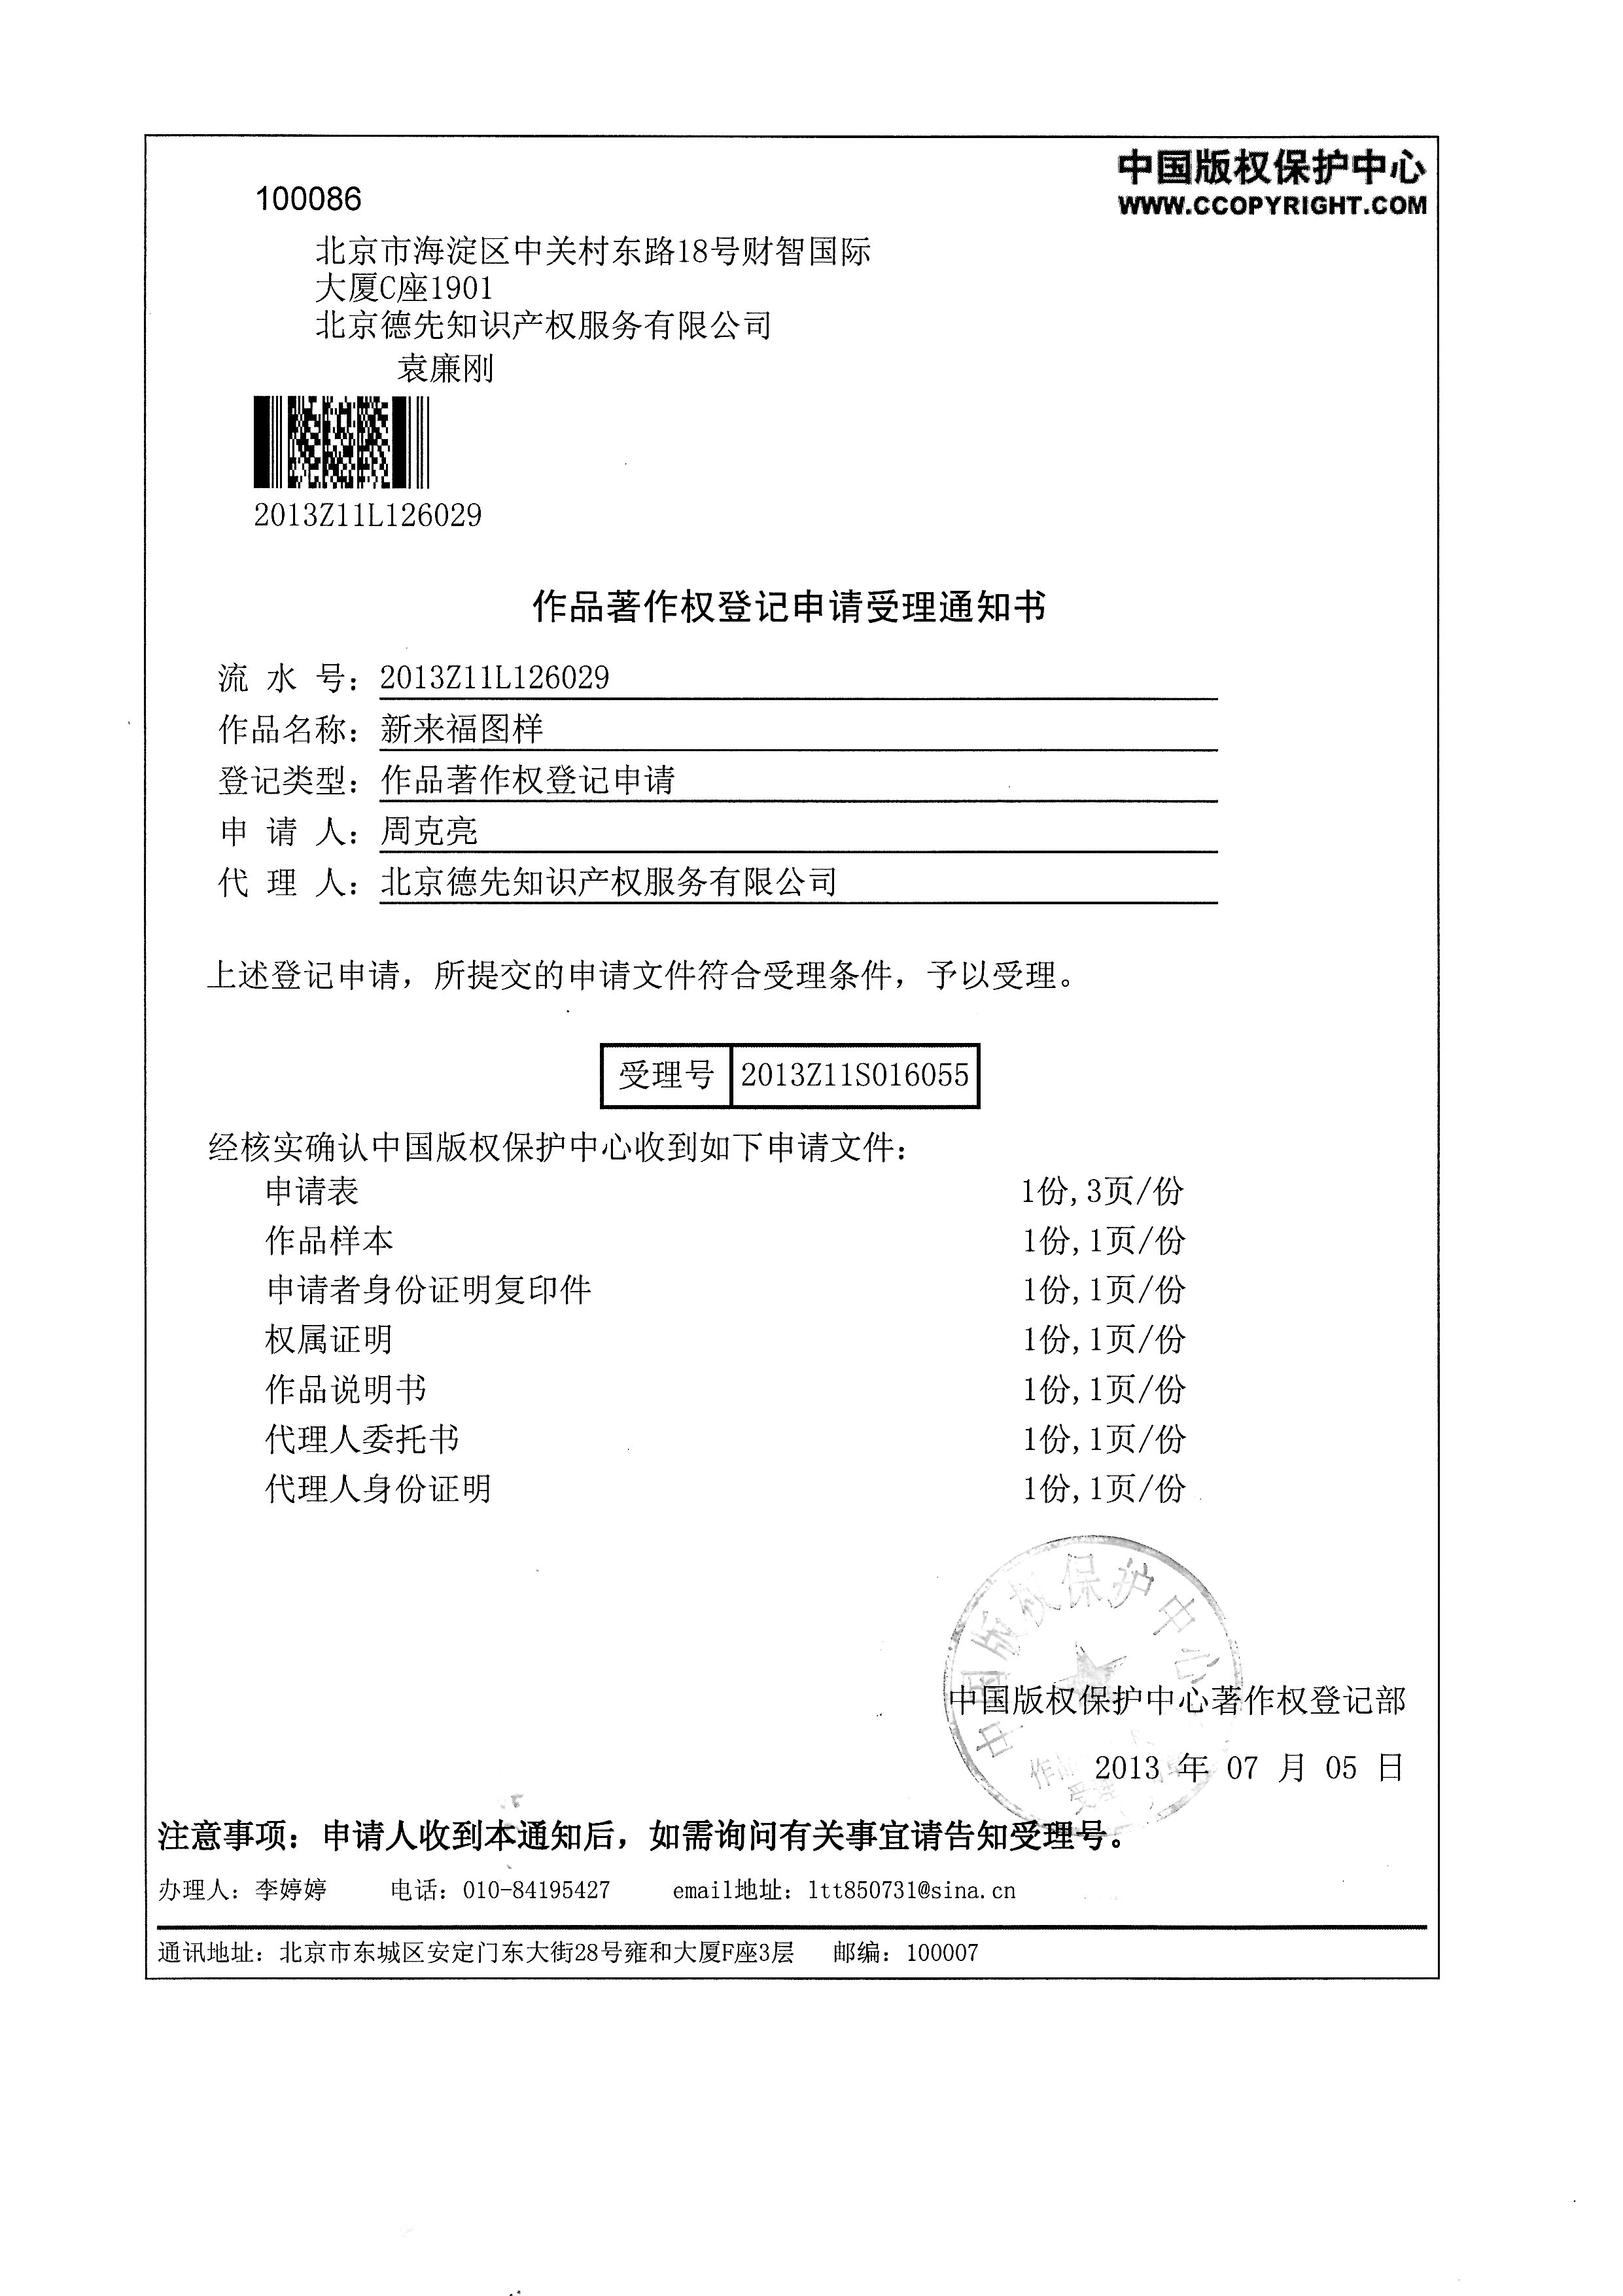 中国版权保护中心
WWW.CCOPYRIGHT.COM
100086
北京市海淀区中关村东路18号财智国际
大厦C座1901
北京德先知识产权服务有限公司
袁廉刚
2013Z11L126029
作品著作权登记申请受理通知书
流 水 号：2013Z11L126029
作品名称：新来福图样
登记类型：作品著作权登记申请
申 请 人：周克亮
代 理 人：北京德先知识产权服务有限公司
上述登记申请，所提交的申请文件符合受理条件，予以受理。
受理号 2013Z11S016055
经核实确认中国版权保护中心收到如下申请文件：
申请表 1份,3页/份
作品样本 1份,1页/份
申请者身份证明复印件 1份,1页/份
权属证明 1份,1页/份
作品说明书 1份,1页/份
代理人委托书 1份,1页/份
代理人身份证明 1份,1页/份
中国版权保护中心
中国版权保护中心著作权登记部
2013 年 07 月 05 日
注意事项：申请人收到本通知后，如需询问有关事宜请告知受理号。
办理人：李婷婷 电话：010-84195427 email地址：ltt850731@sina.cn
通讯地址：北京市东城区安定门东大街28号雍和大厦F座3层 邮编：100007